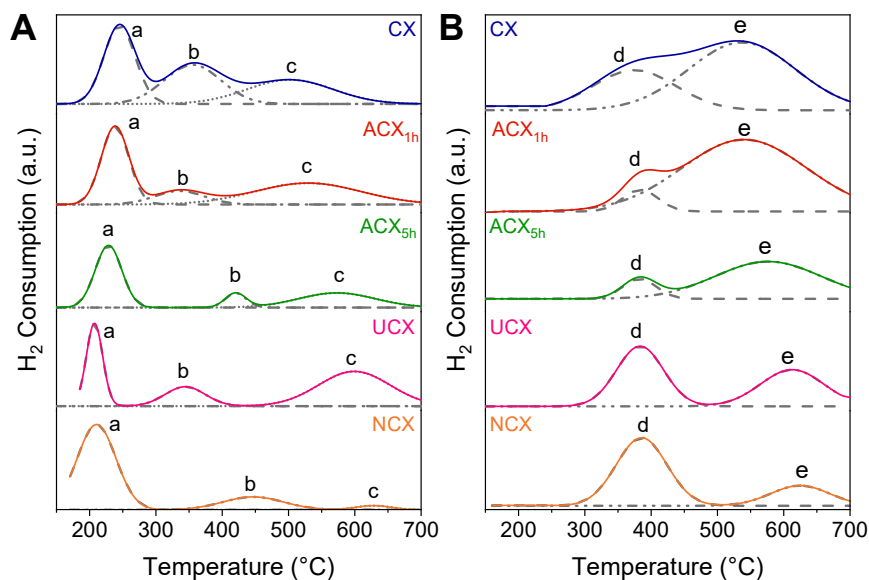 A
CX
a
b
c
ACX1h
a
b
c
ACX5h
a
b
c
UCX
a
b
c
NCX
a
b
c
H2 Consumption (a.u.)
200 300 400 500 600 700
Temperature (°C)
B
CX
d
e
ACX1h
d
e
ACX5h
d
e
UCX
d
e
NCX
d
e
H2 Consumption (a.u.)
200 300 400 500 600 700
Temperature (°C)